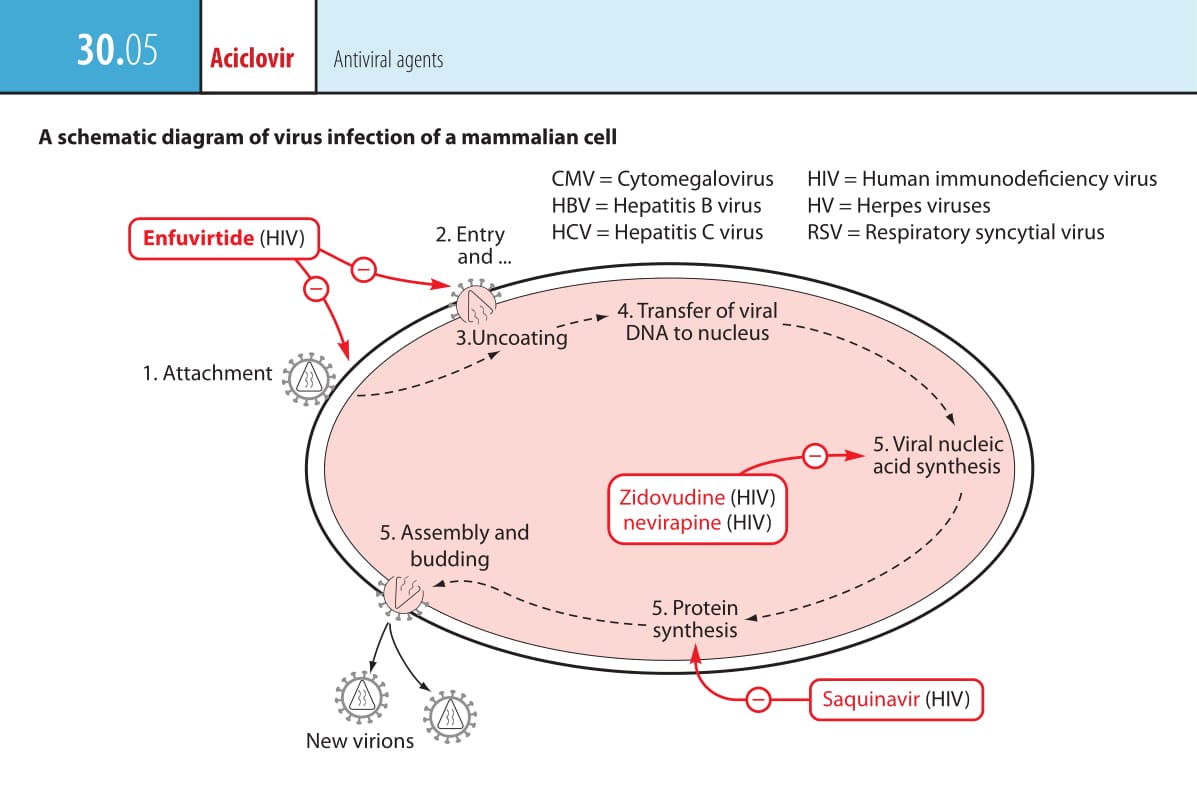 30.05
Aciclovir
Antiviral agents
A schematic diagram of virus infection of a mammalian cell
CMV = Cytomegalovirus
HBV = Hepatitis B virus
HCV = Hepatitis C virus
HIV = Human immunodeficiency virus
HV = Herpes viruses
RSV = Respiratory syncytial virus
Enfuvirtide (HIV)
2. Entry
and ...
1. Attachment
3.Uncoating
4. Transfer of viral
DNA to nucleus
5. Viral nucleic
acid synthesis
Zidovudine (HIV)
nevirapine (HIV)
5. Assembly and
budding
5. Protein
synthesis
Saquinavir (HIV)
New virions